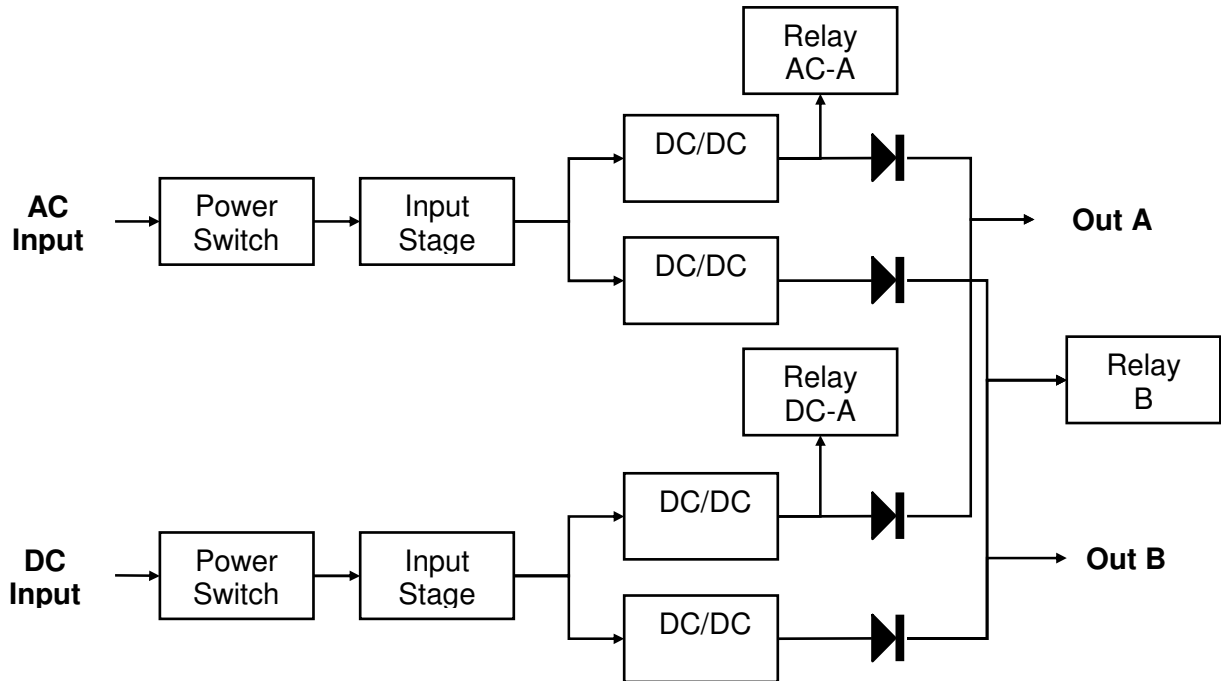 Relay
AC-A
DC/DC
AC
Input
Power
Switch
Input
Stage
Out A
DC/DC
Relay
DC-A
Relay
B
DC/DC
DC
Input
Power
Switch
Input
Stage
Out B
DC/DC